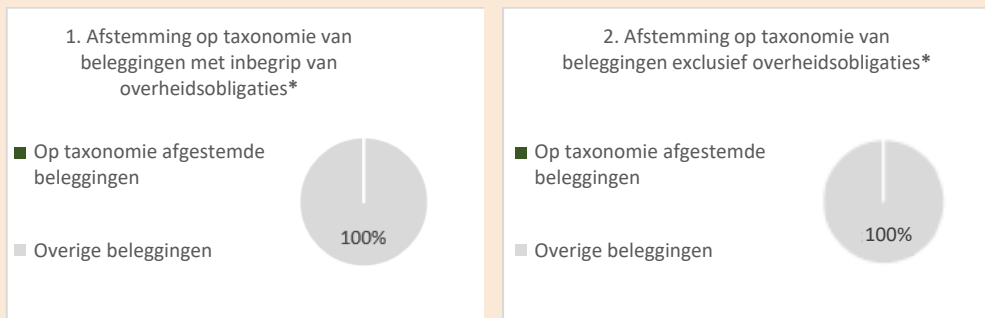 1. Afstemming op taxonomie van
beleggingen met inbegrip van
overheidsobligaties*
Op taxonomie afgestemde
beleggingen
Overige beleggingen
100%
2. Afstemming op taxonomie van
beleggingen exclusief overheidsobligaties*
Op taxonomie afgestemde
beleggingen
Overige beleggingen
100%